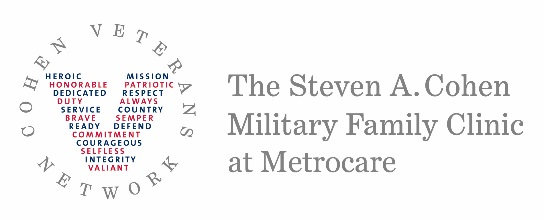 COHEN VETERANS NETWORK
HEROIC MISSION
HONORABLE PATRIOTIC
DEDICATED RESPECT
DUTY ALWAYS
SERVICE COUNTRY
BRAVE SEMPER
READY DEFEND
COMMITMENT
COURAGEOUS
SELFLESS
INTEGRITY
VALIANT
The Steven A. Cohen
Military Family Clinic
at Metrocare